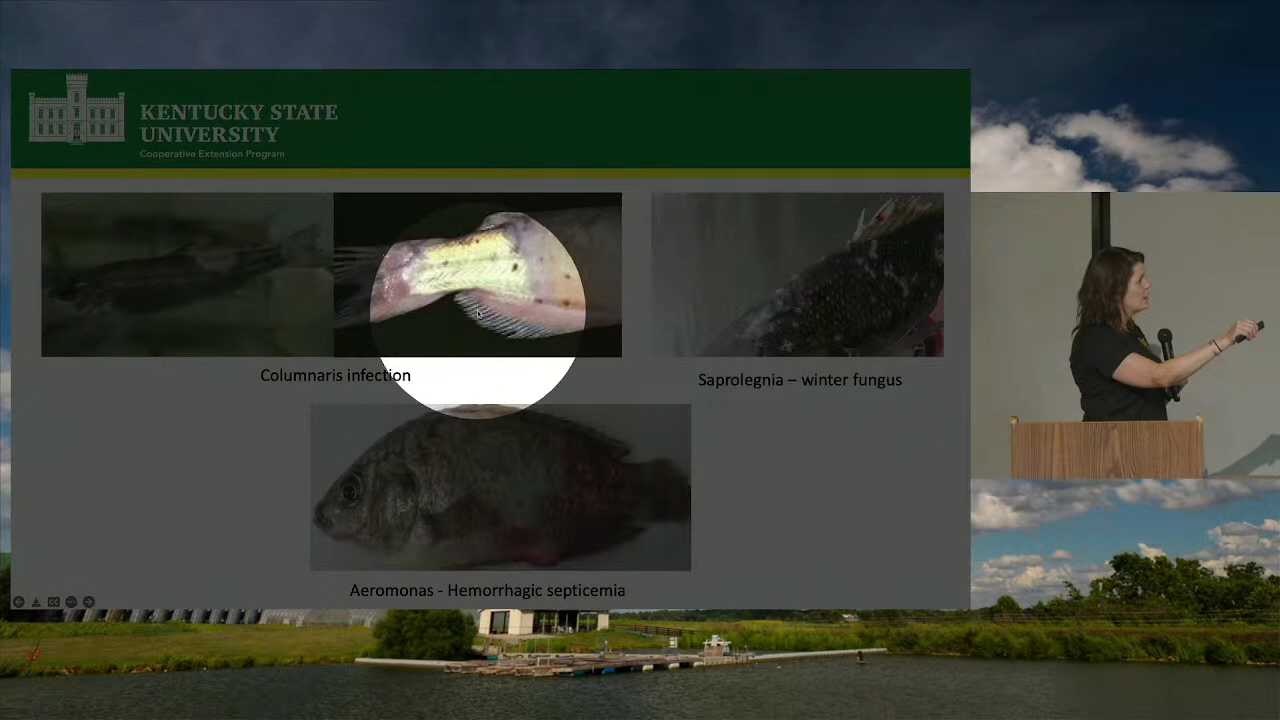 KENTUCKY STATE
UNIVERSITY
Cooperative Extension Program
Columnaris infection
Saprolegnia – winter fungus
Aeromonas - Hemorrhagic septicemia